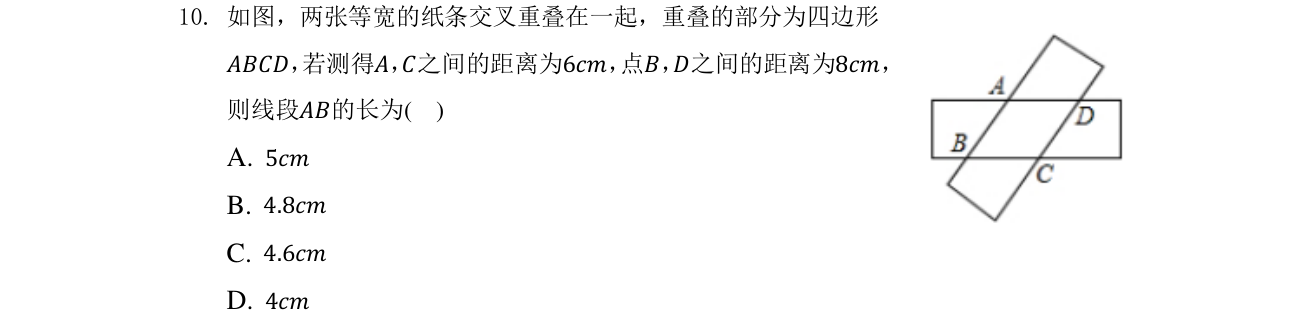 10. 如图，两张等宽的纸条交叉重叠在一起，重叠的部分为四边形
ABCD，若测得A，C之间的距离为6cm，点B，D之间的距离为8cm，
则线段AB的长为( )
A. 5cm
B. 4.8cm
C. 4.6cm
D. 4cm
A
D
B
C